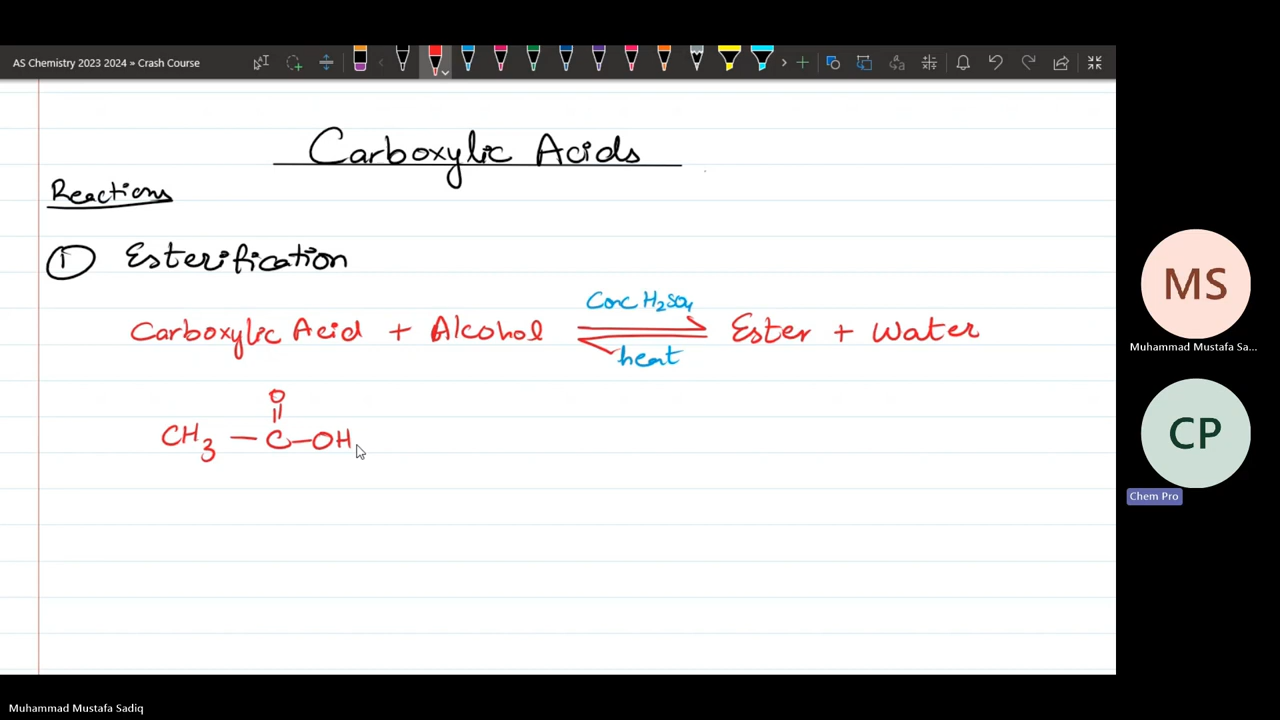 AS Chemistry 2023 2024 » Crash Course
Carboxylic Acids
Reactions
① Esterification
Conc H₂SO₄
Carboxylic Acid + Alcohol ⇌ Ester + Water
heat
O
CH₃ — C — OH
MS
Muhammad Mustafa Sa...
CP
Chem Pro
Muhammad Mustafa Sadiq